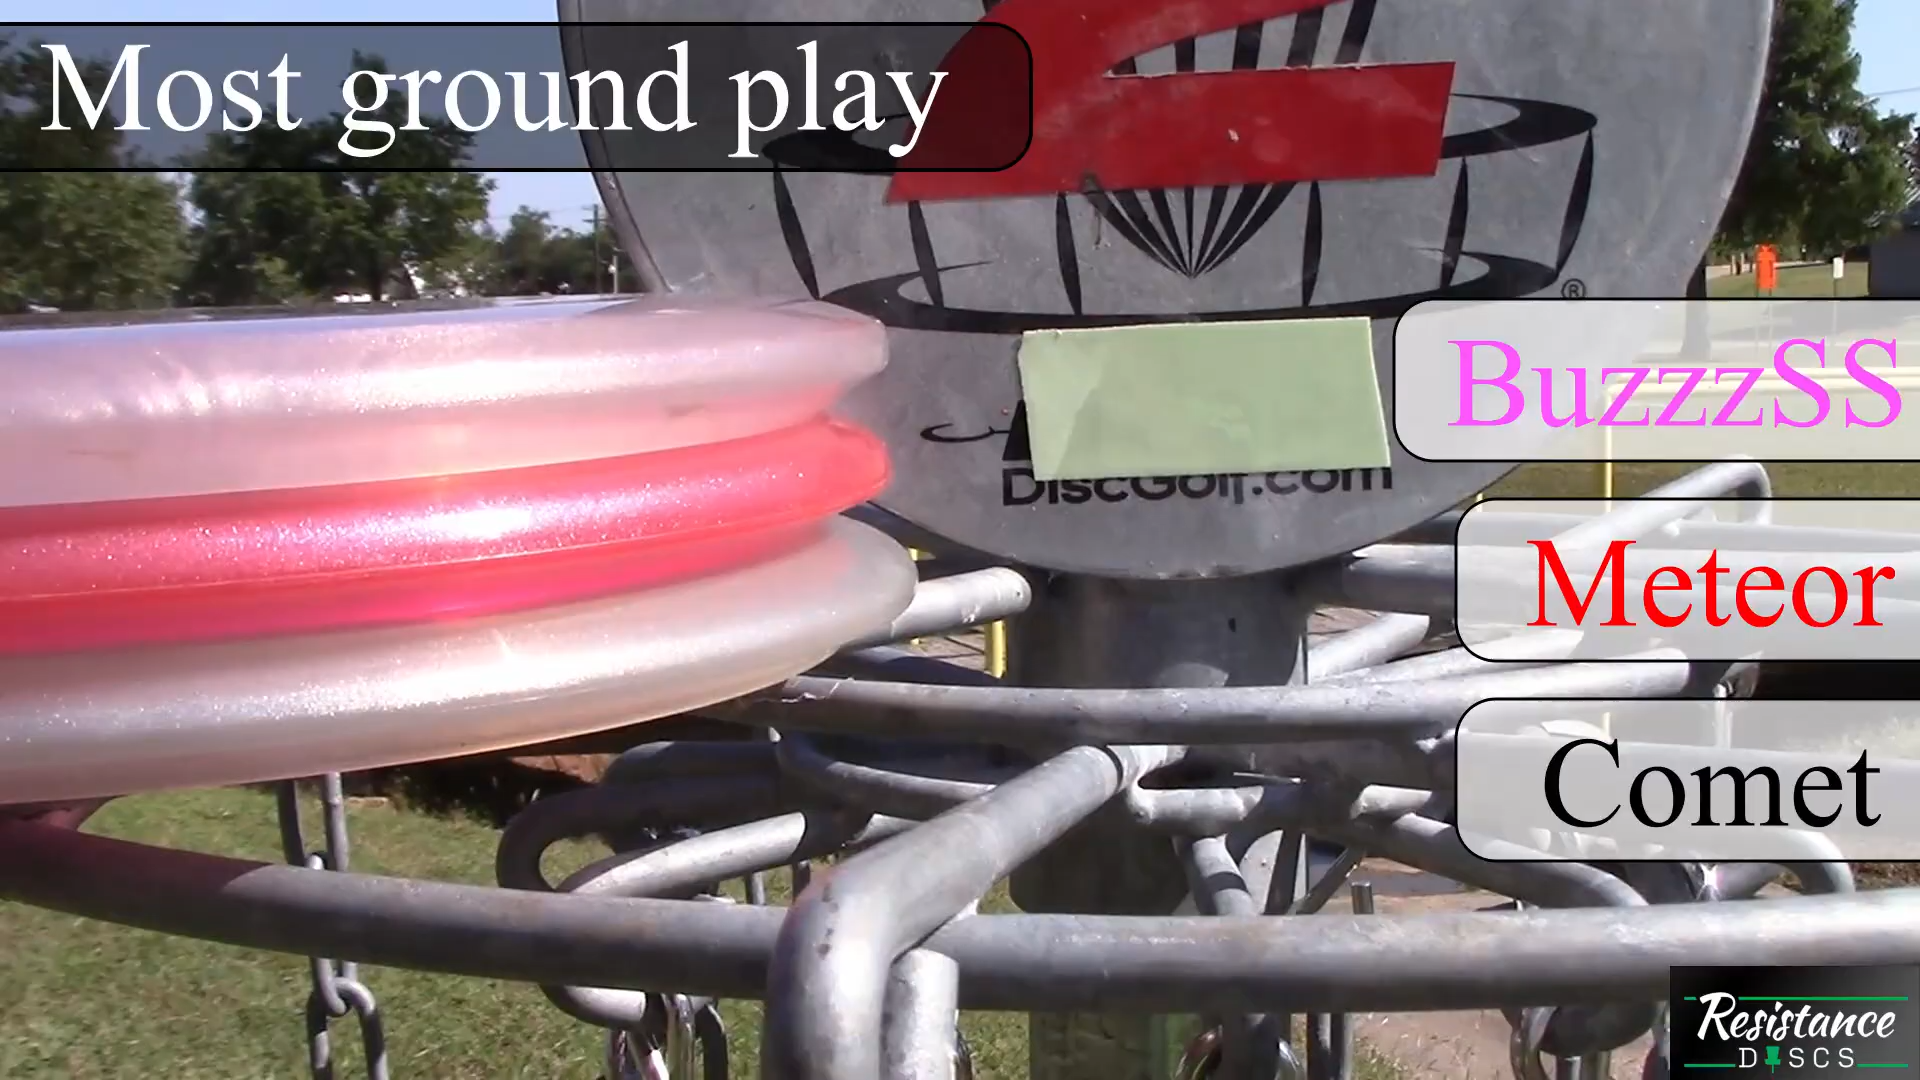 Most ground play
®
BuzzzSS
DiscGolf.com
Meteor
Comet
Resistance
DISCS